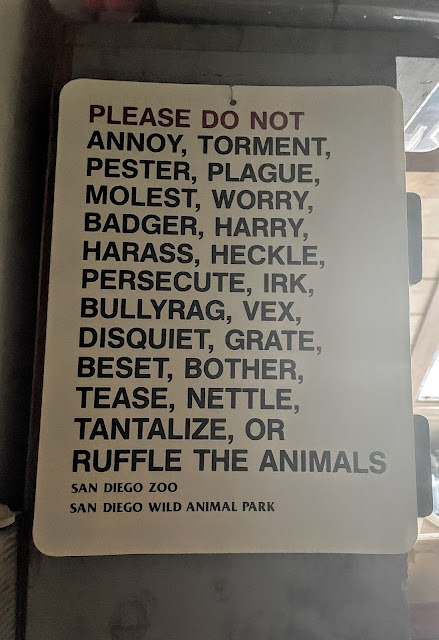 PLEASE DO NOT
ANNOY, TORMENT,
PESTER, PLAGUE,
MOLEST, WORRY,
BADGER, HARRY,
HARASS, HECKLE,
PERSECUTE, IRK,
BULLYRAG, VEX,
DISQUIET, GRATE,
BESET, BOTHER,
TEASE, NETTLE,
TANTALIZE, OR
RUFFLE THE ANIMALS
SAN DIEGO ZOO
SAN DIEGO WILD ANIMAL PARK